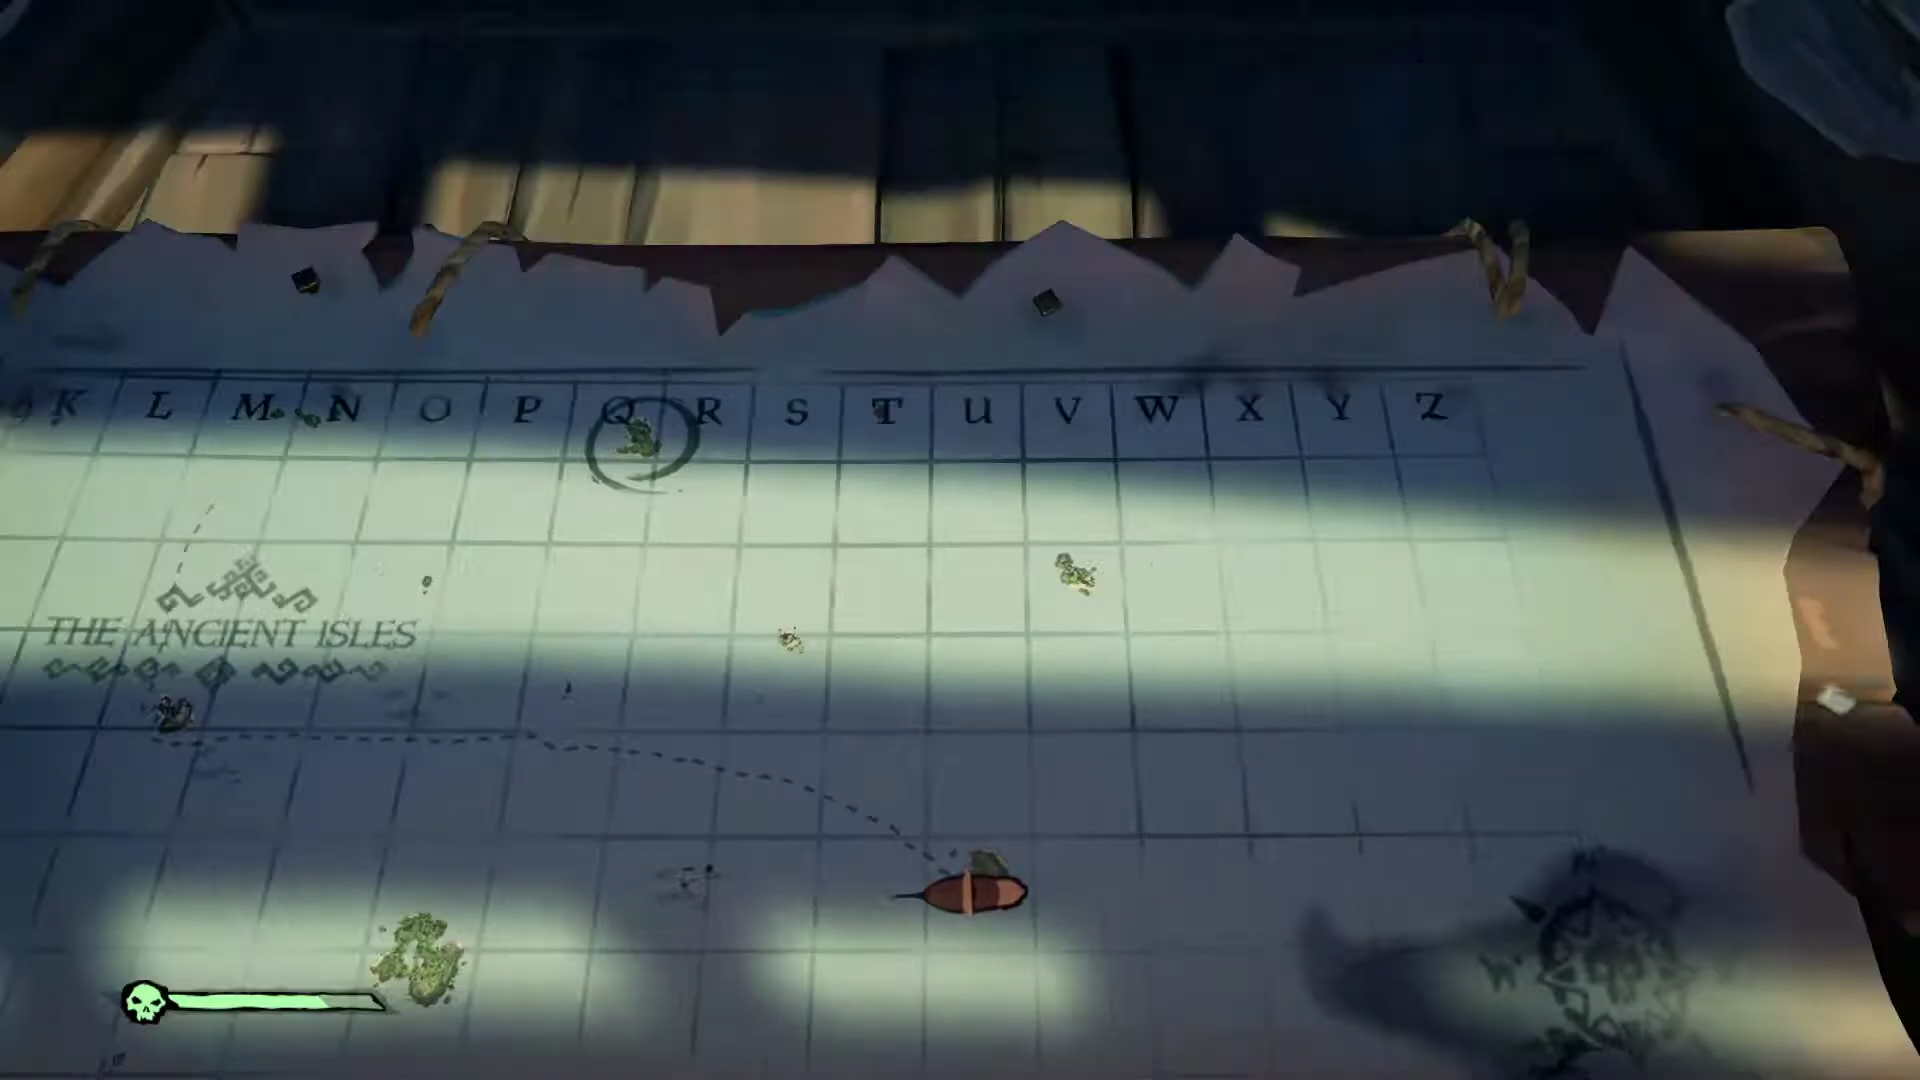 K L M N O P Q R S T U V W X Y Z
THE ANCIENT ISLES
N
W